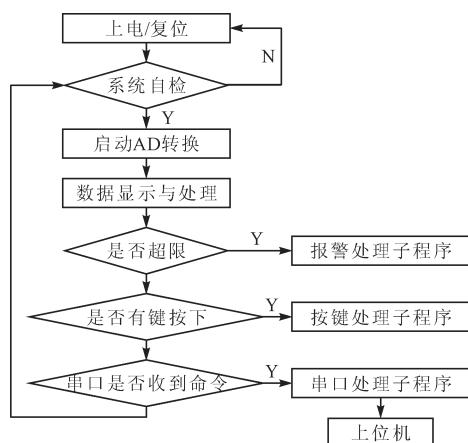 上电/复位
N
系统自检
Y
启动AD转换
数据显示与处理
是否超限
Y
报警处理子程序
是否有键按下
Y
按键处理子程序
串口是否收到命令
Y
串口处理子程序
上位机